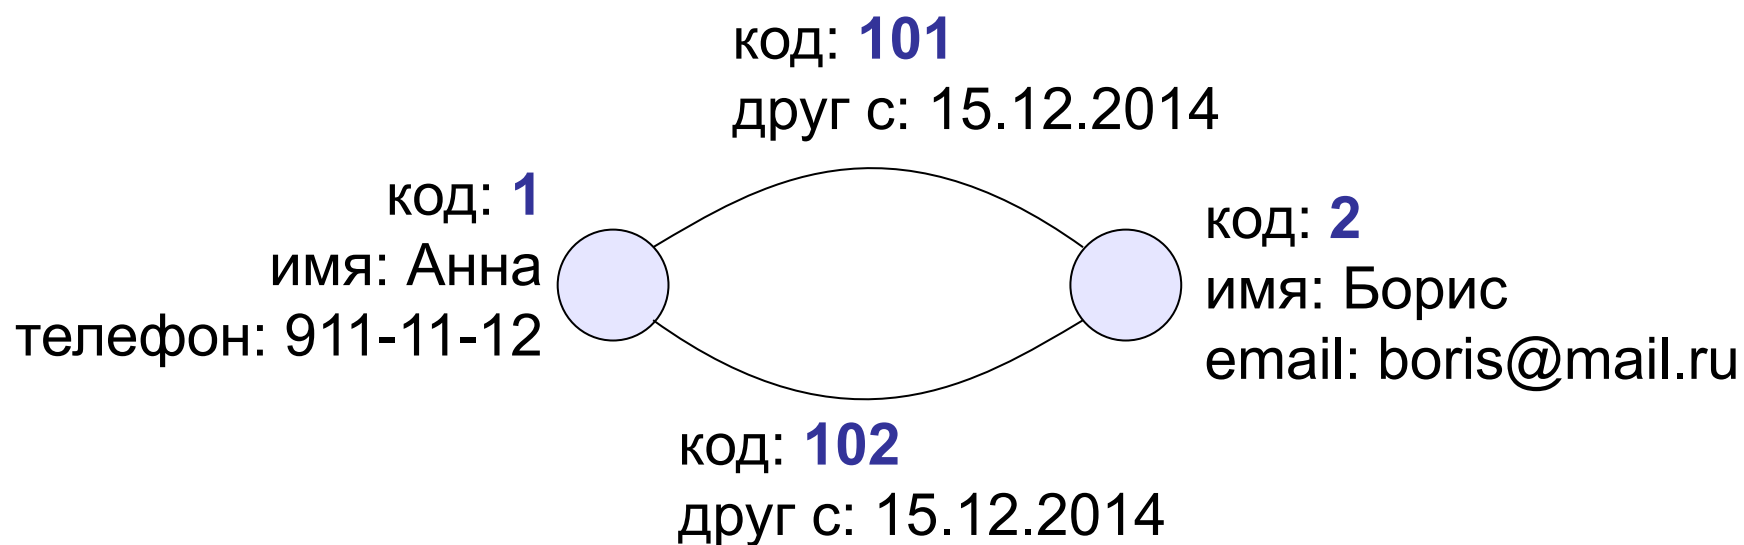 код: 101
друг с: 15.12.2014
код: 1
имя: Анна
телефон: 911-11-12
код: 2
имя: Борис
email: boris@mail.ru
код: 102
друг с: 15.12.2014